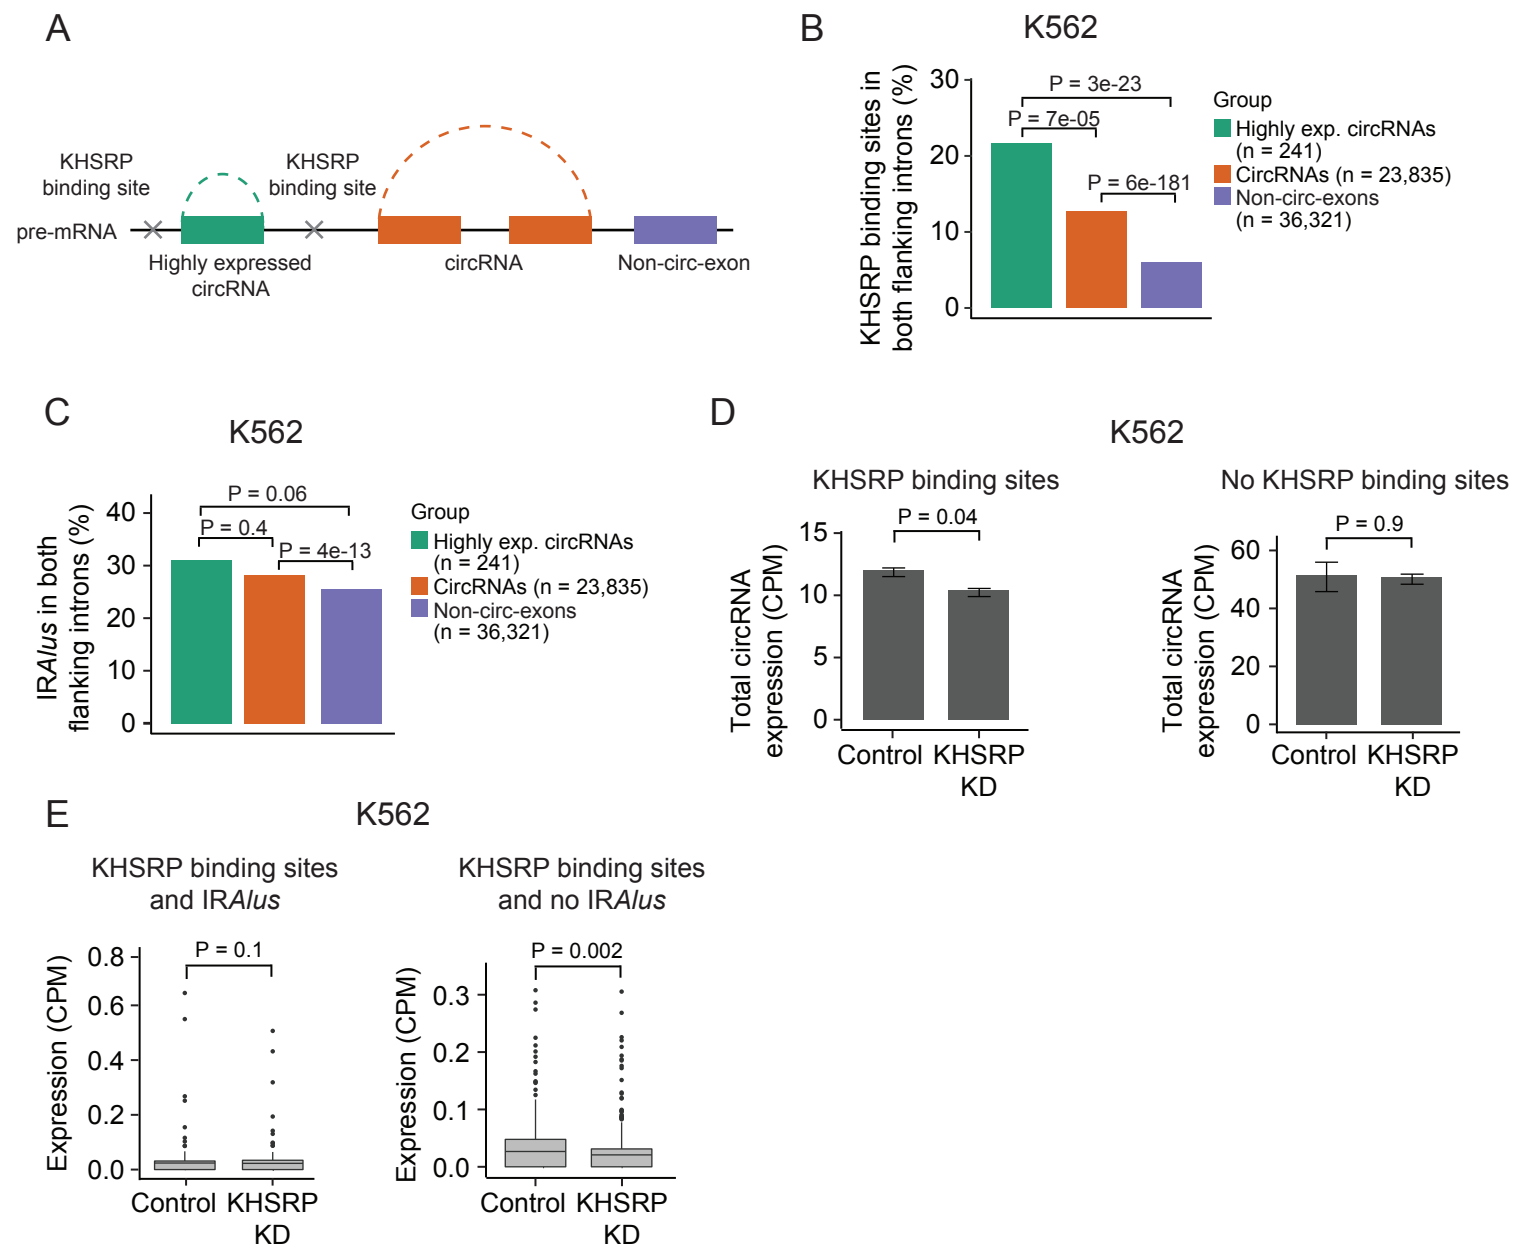 A
KHSRP
binding site
KHSRP
binding site
pre-mRNA
Highly expressed
circRNA
circRNA
Non-circ-exon
B
K562
KHSRP binding sites in
both flanking introns (%)
30
20
10
0
P = 3e-23
P = 7e-05
P = 6e-181
Group
Highly exp. circRNAs
(n = 241)
CircRNAs (n = 23,835)
Non-circ-exons
(n = 36,321)
C
K562
IRAlus in both
flanking introns (%)
40
30
20
10
0
P = 0.06
P = 0.4
P = 4e-13
Group
Highly exp. circRNAs
(n = 241)
CircRNAs (n = 23,835)
Non-circ-exons
(n = 36,321)
D
K562
KHSRP binding sites
Total circRNA
expression (CPM)
15
10
5
0
P = 0.04
Control
KHSRP
KD
No KHSRP binding sites
Total circRNA
expression (CPM)
60
40
20
0
P = 0.9
Control
KHSRP
KD
E
K562
KHSRP binding sites
and IRAlus
Expression (CPM)
0.8
0.6
0.4
0.2
0.0
P = 0.1
Control
KHSRP
KD
KHSRP binding sites
and no IRAlus
Expression (CPM)
0.3
0.2
0.1
0.0
P = 0.002
Control
KHSRP
KD